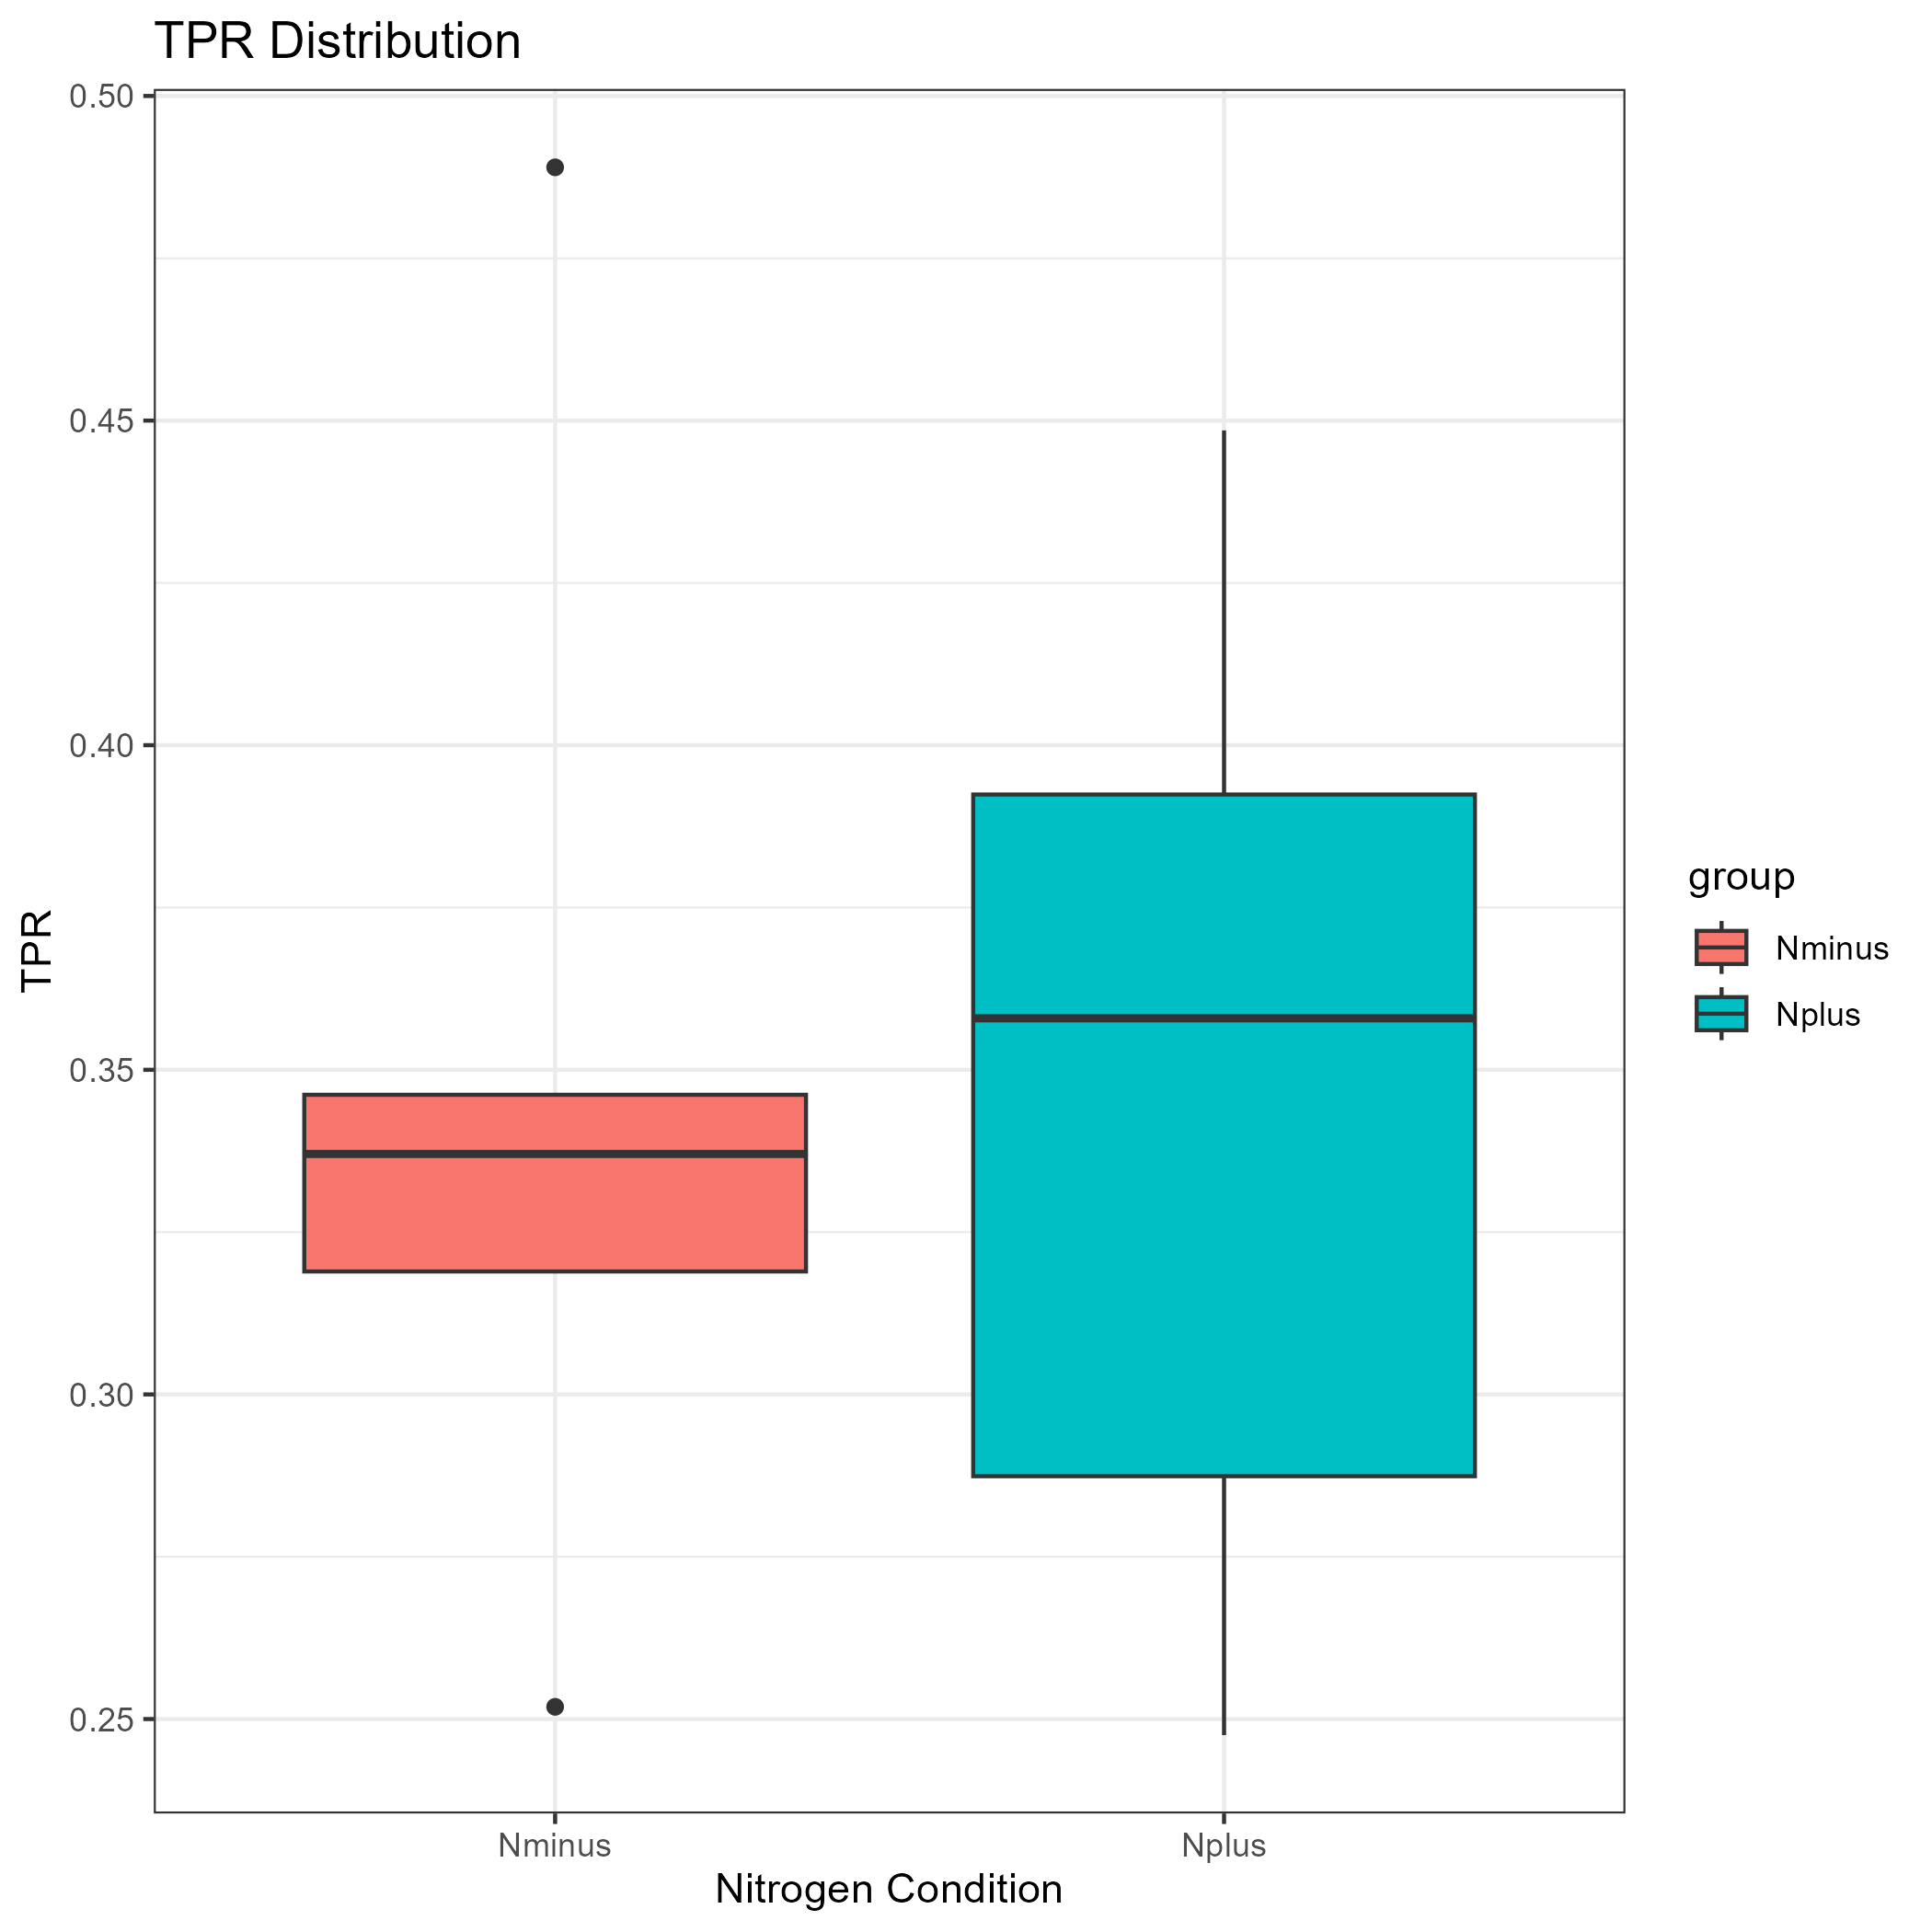 TPR Distribution
0.50
0.45
0.40
0.35
0.30
0.25
TPR
Nminus
Nplus
Nitrogen Condition
group
Nminus
Nplus